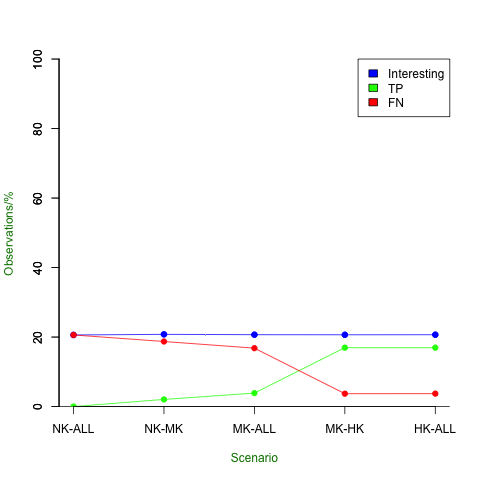 Interesting
TP
FN
100
80
60
40
20
0
Observations/%
NK-ALL NK-MK MK-ALL MK-HK HK-ALL
Scenario